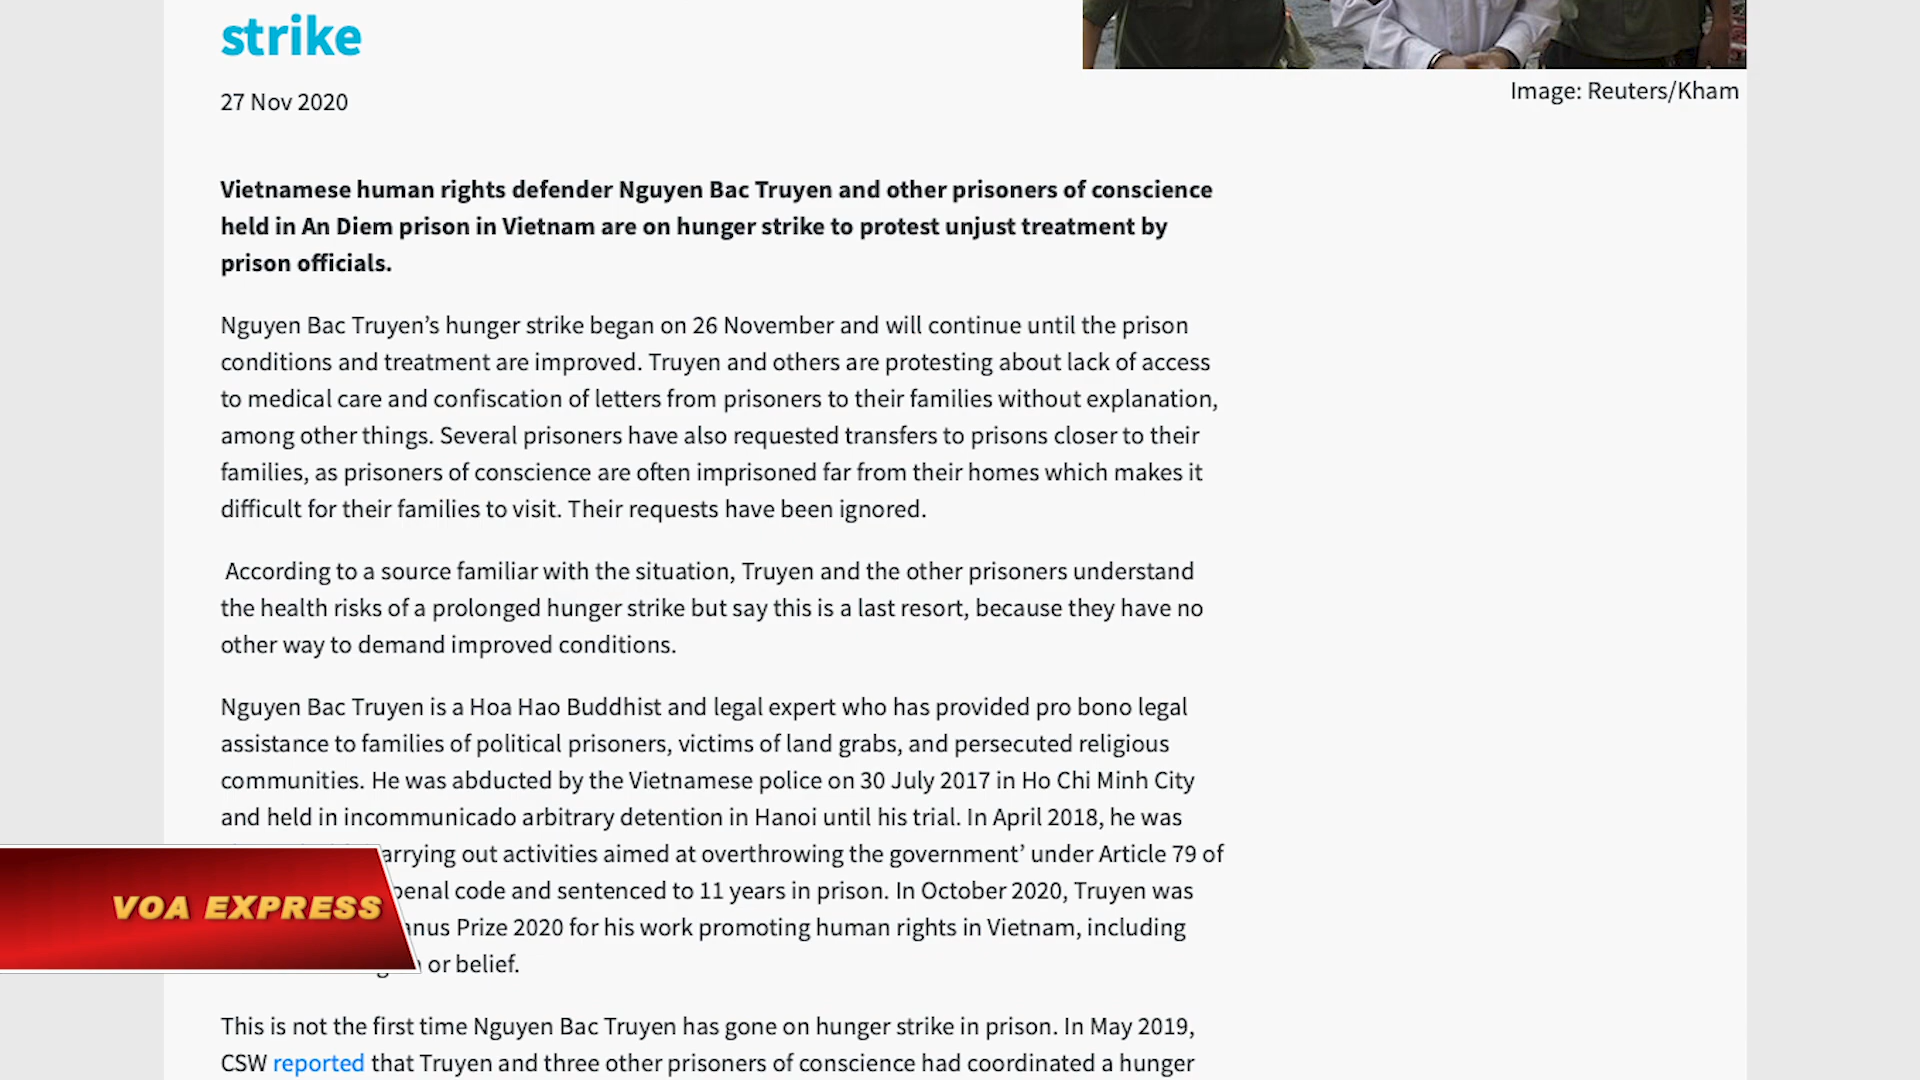 strike
27 Nov 2020
Image: Reuters/Kham
Vietnamese human rights defender Nguyen Bac Truyen and other prisoners of conscience
held in An Diem prison in Vietnam are on hunger strike to protest unjust treatment by
prison officials.
Nguyen Bac Truyen’s hunger strike began on 26 November and will continue until the prison
conditions and treatment are improved. Truyen and others are protesting about lack of access
to medical care and confiscation of letters from prisoners to their families without explanation,
among other things. Several prisoners have also requested transfers to prisons closer to their
families, as prisoners of conscience are often imprisoned far from their homes which makes it
difficult for their families to visit. Their requests have been ignored.
According to a source familiar with the situation, Truyen and the other prisoners understand
the health risks of a prolonged hunger strike but say this is a last resort, because they have no
other way to demand improved conditions.
Nguyen Bac Truyen is a Hoa Hao Buddhist and legal expert who has provided pro bono legal
assistance to families of political prisoners, victims of land grabs, and persecuted religious
communities. He was abducted by the Vietnamese police on 30 July 2017 in Ho Chi Minh City
and held in incommunicado arbitrary detention in Hanoi until his trial. In April 2018, he was
arrying out activities aimed at overthrowing the government’ under Article 79 of
penal code and sentenced to 11 years in prison. In October 2020, Truyen was
VOA EXPRESS
anus Prize 2020 for his work promoting human rights in Vietnam, including
or belief.
This is not the first time Nguyen Bac Truyen has gone on hunger strike in prison. In May 2019,
CSW reported that Truyen and three other prisoners of conscience had coordinated a hunger